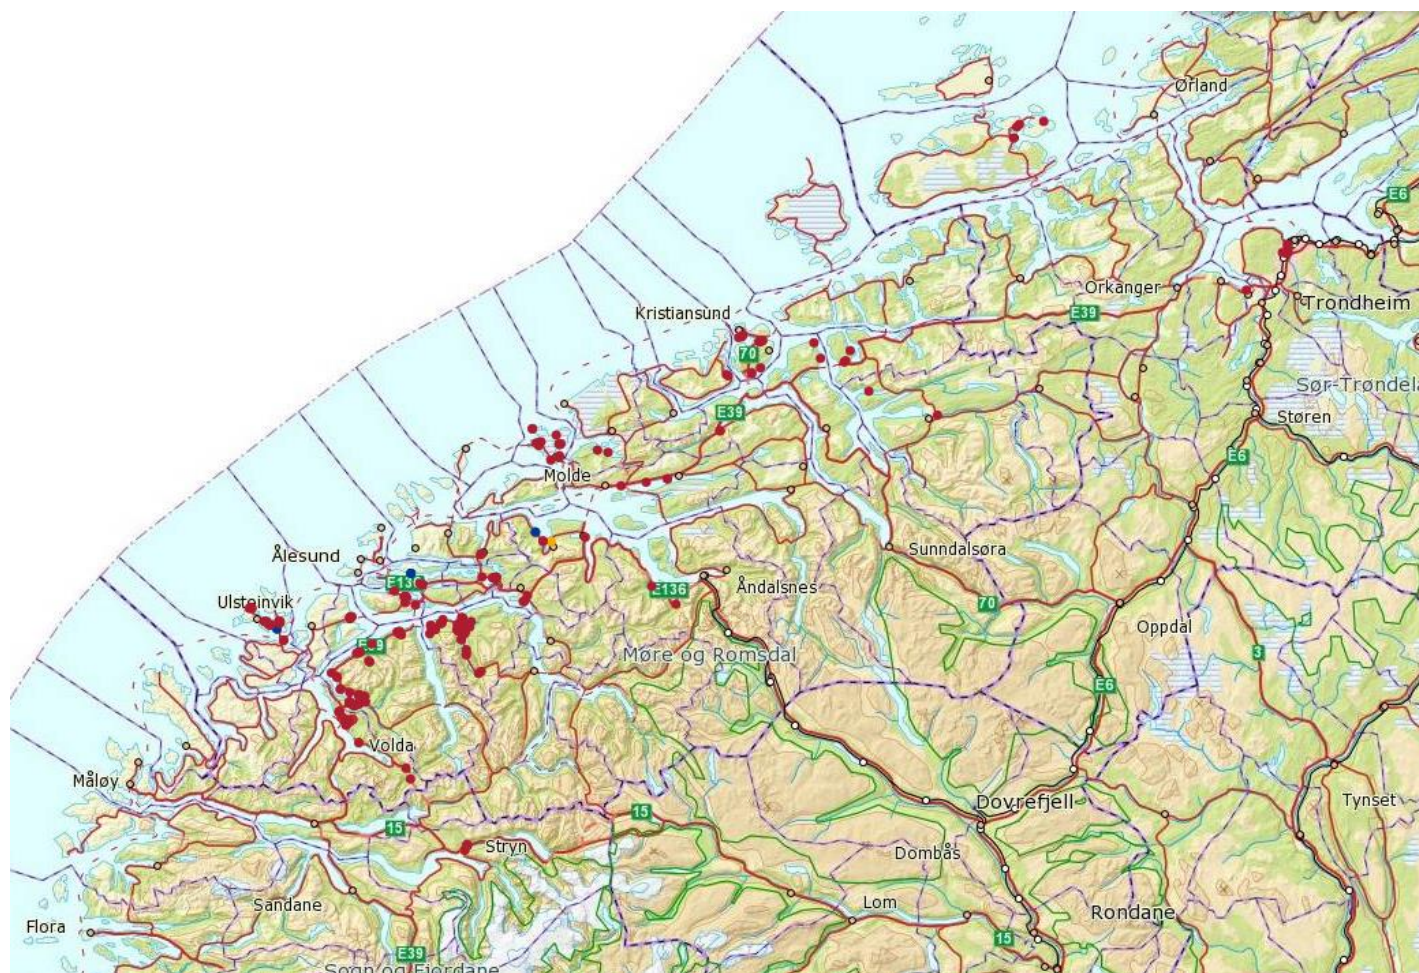 Ørland
E6
Orkanger
Trondheim
Kristiansund
E39
70
Sør-Trøndela
E39
Støren
E6
Molde
Ålesund
Sunndalsøra
E136
E136
Åndalsnes
Ulsteinvik
70
Oppdal
E39
Møre og Romsdal
3
E6
Volda
Måløy
Dovrefjell
Tynset
15
15
Stryn
Dombås
Sandane
Lom
Rondane
Flora
15
E39
Sogn og Fjordane